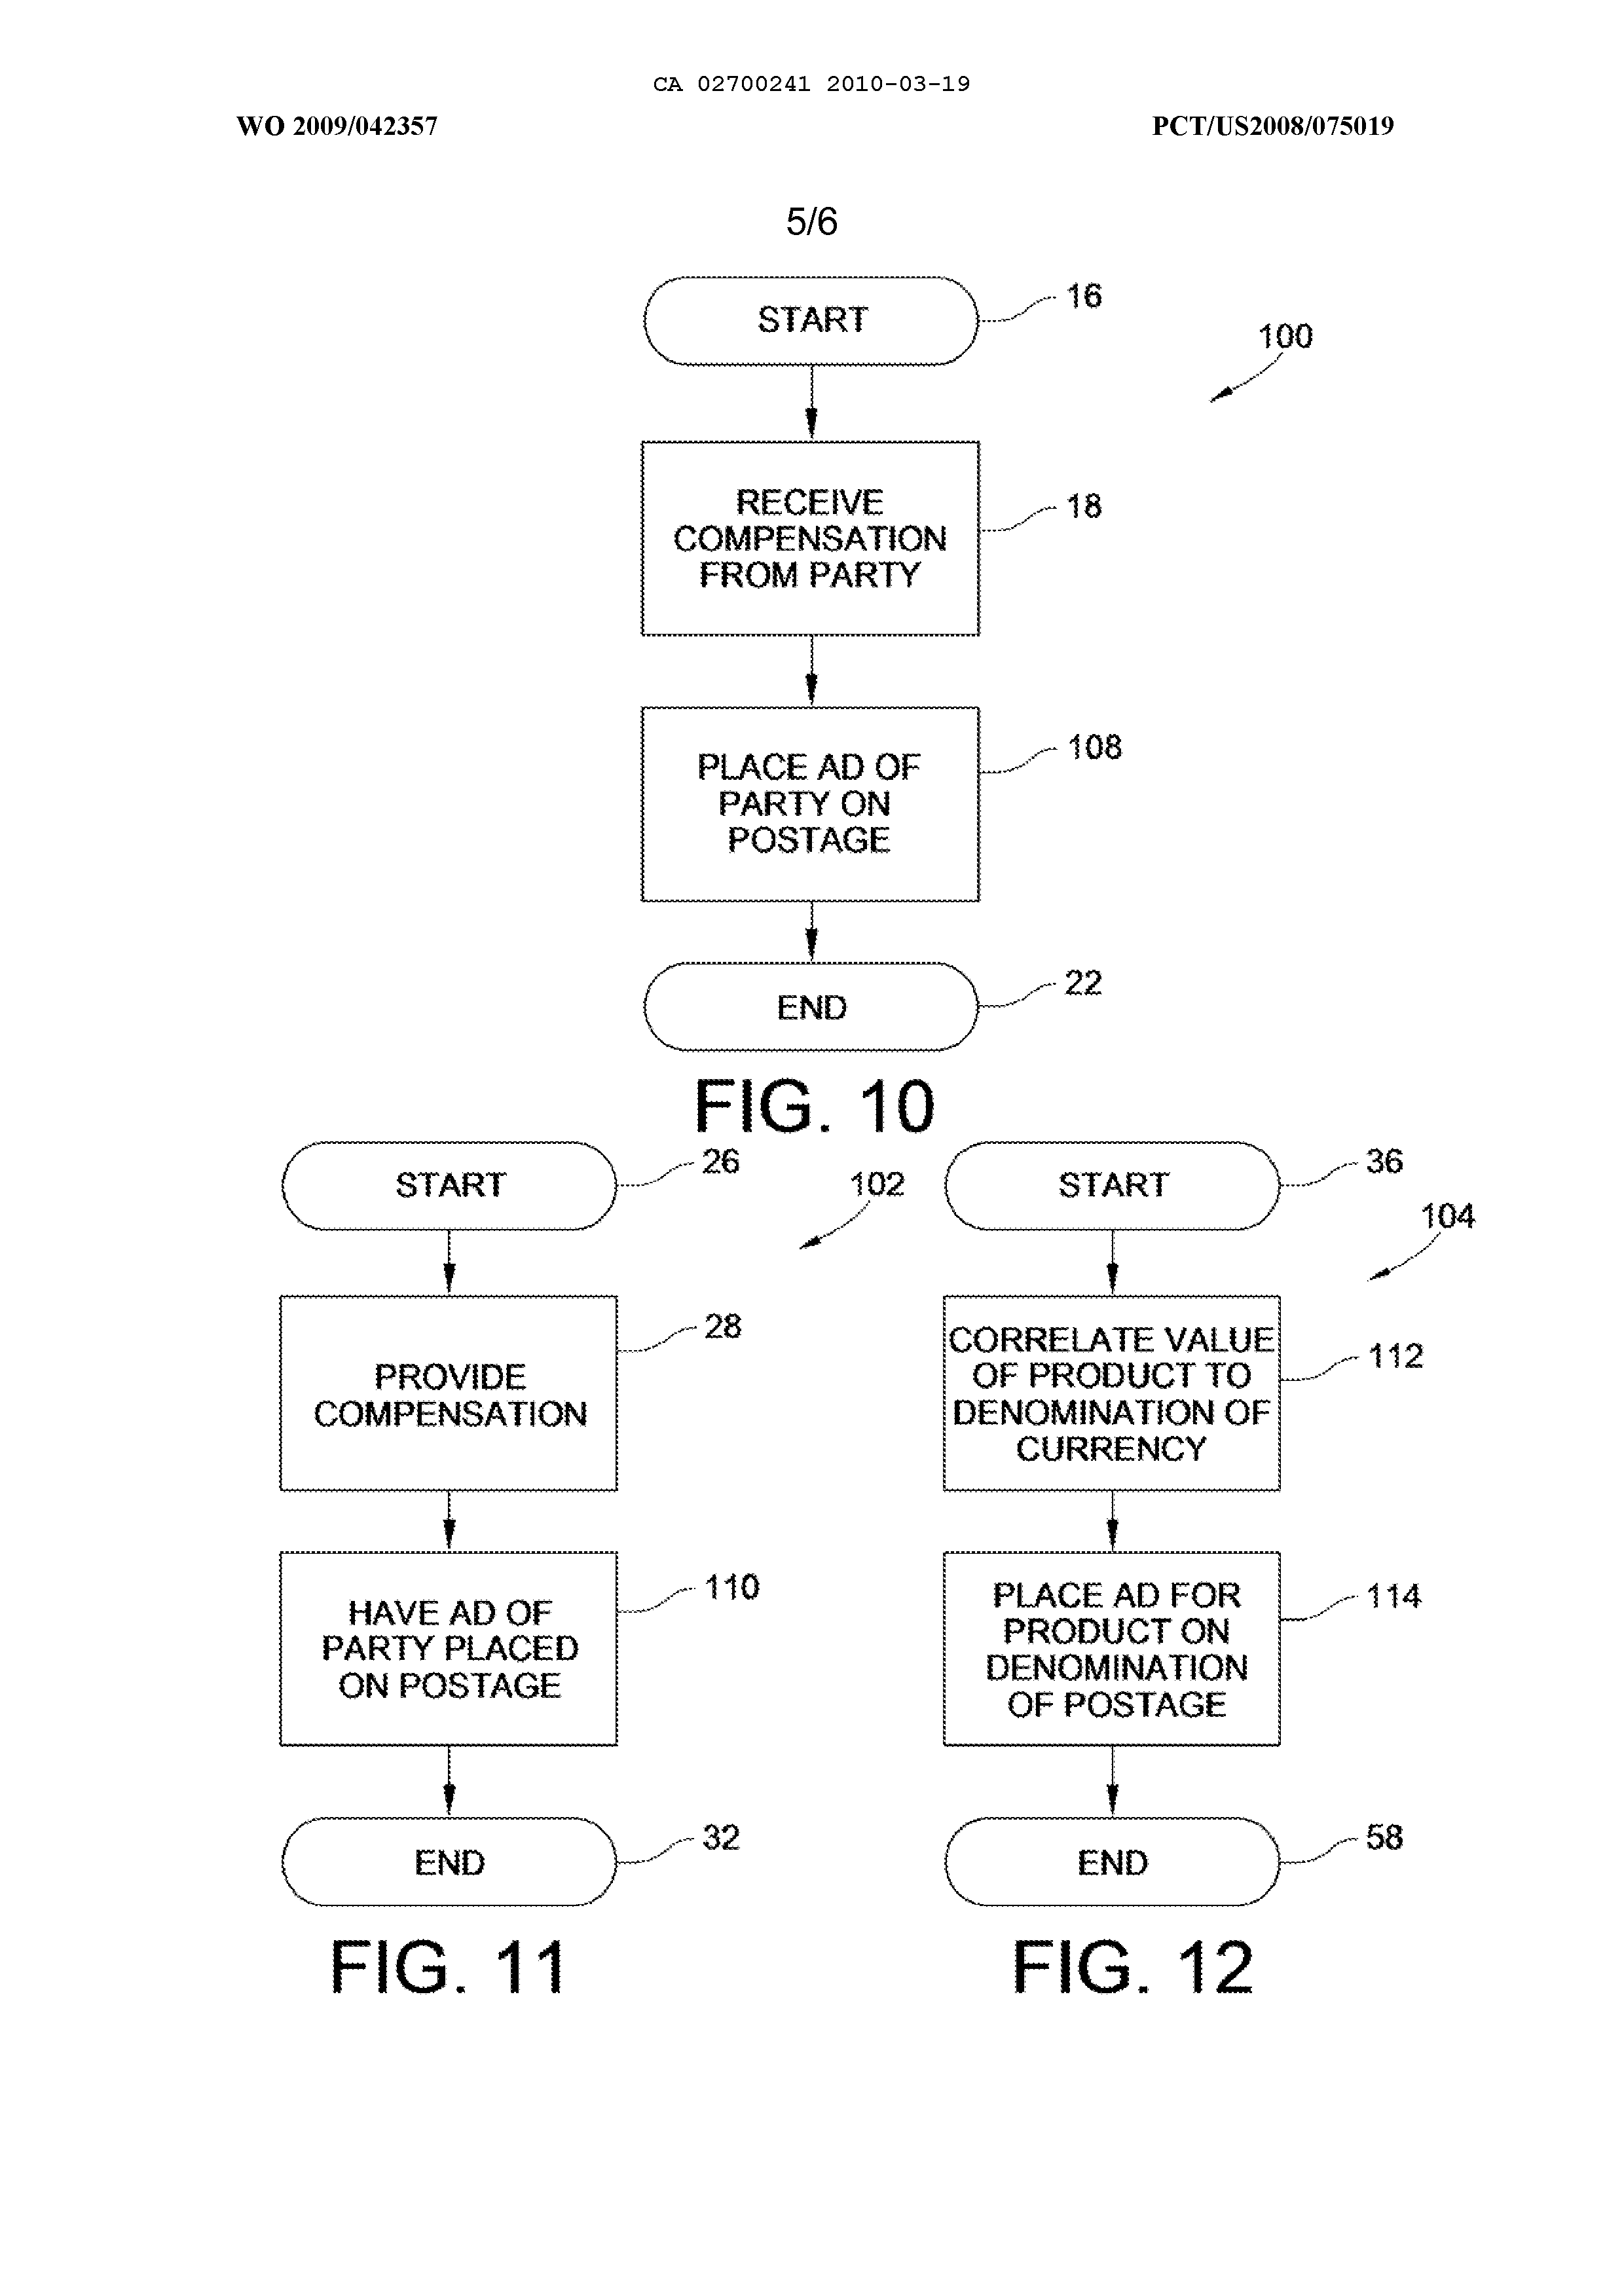 CA 02700241 2010-03-19
WO 2009/042357
PCT/US2008/075019
5/6
START
16
100
RECEIVE
COMPENSATION
FROM PARTY
18
PLACE AD OF
PARTY ON
POSTAGE
108
END
22
FIG. 10
START
26
102
PROVIDE
COMPENSATION
28
HAVE AD OF
PARTY PLACED
ON POSTAGE
110
END
32
FIG. 11
START
36
104
CORRELATE VALUE
OF PRODUCT TO
DENOMINATION OF
CURRENCY
112
PLACE AD FOR
PRODUCT ON
DENOMINATION
OF POSTAGE
114
END
58
FIG. 12